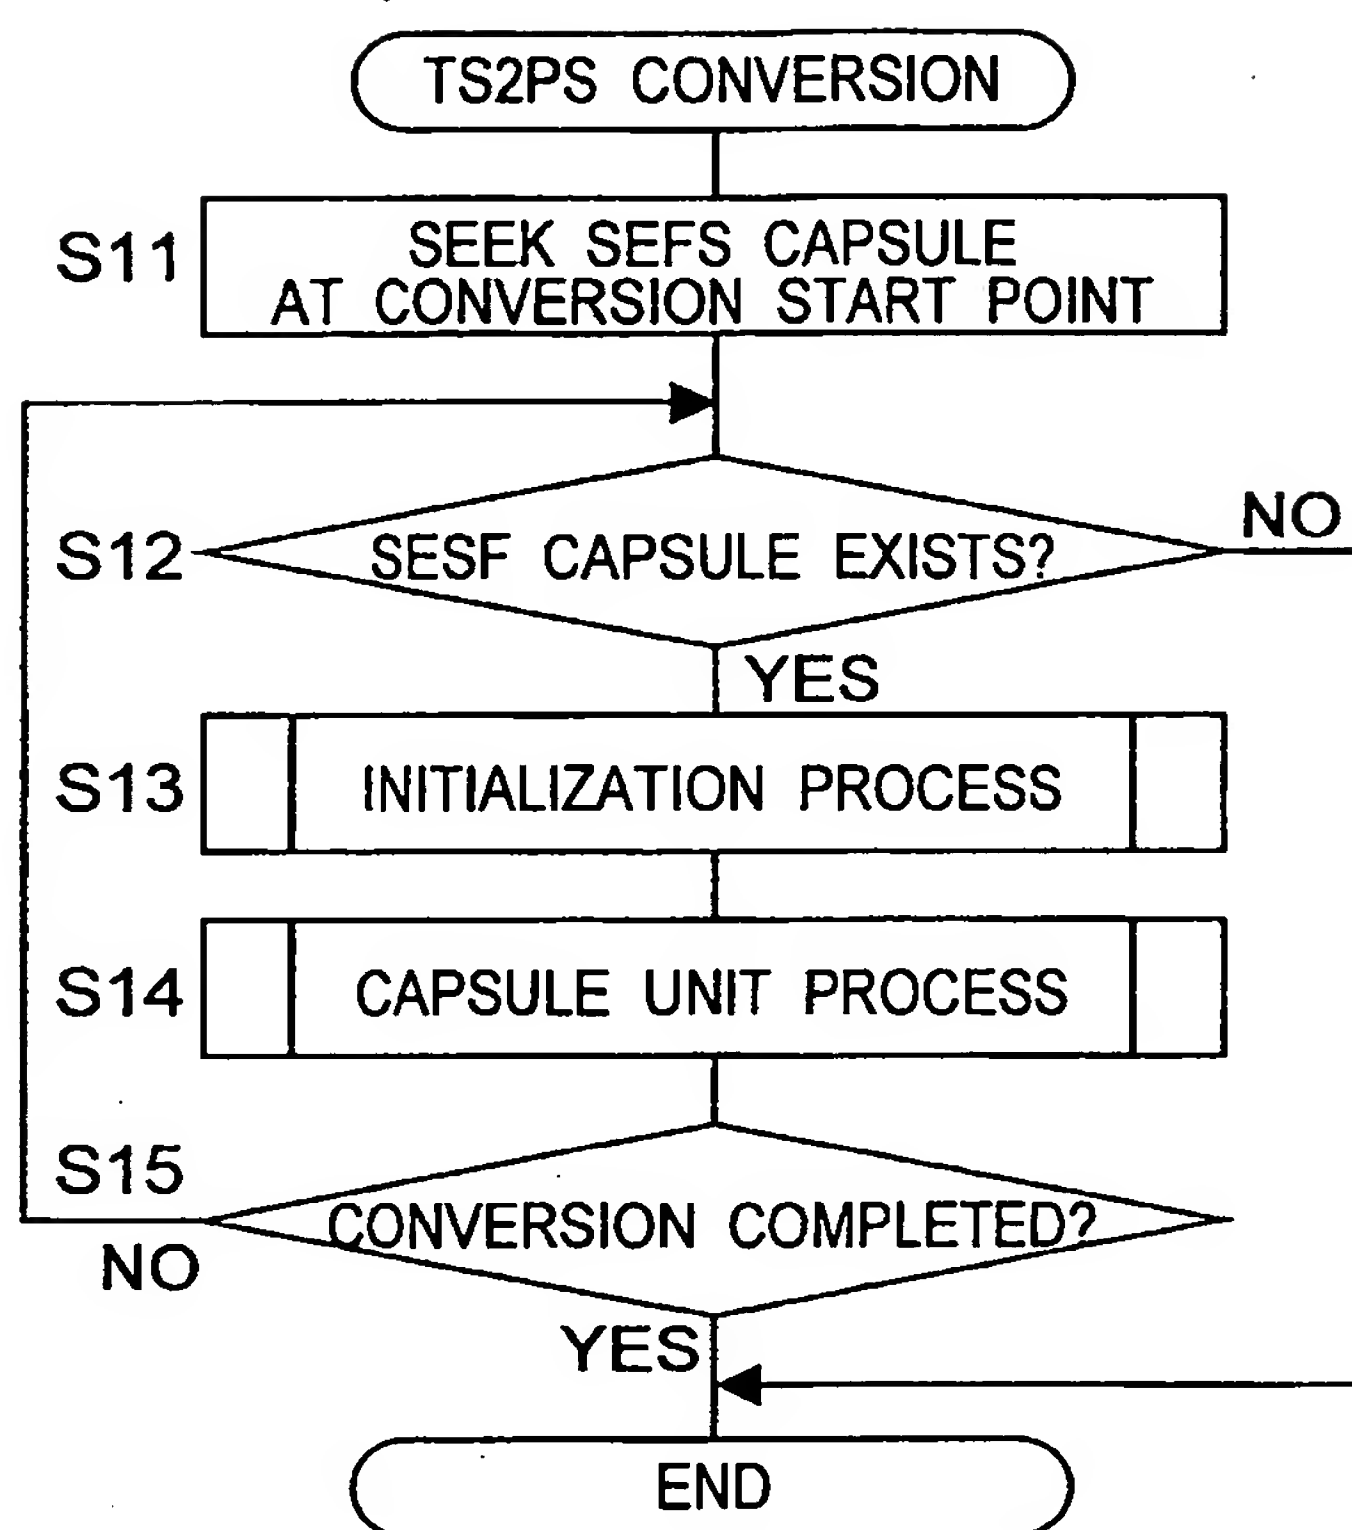 TS2PS CONVERSION
S11
SEEK SEFS CAPSULE
AT CONVERSION START POINT
S12
SESF CAPSULE EXISTS?
NO
YES
S13
INITIALIZATION PROCESS
S14
CAPSULE UNIT PROCESS
S15
CONVERSION COMPLETED?
NO
YES
END